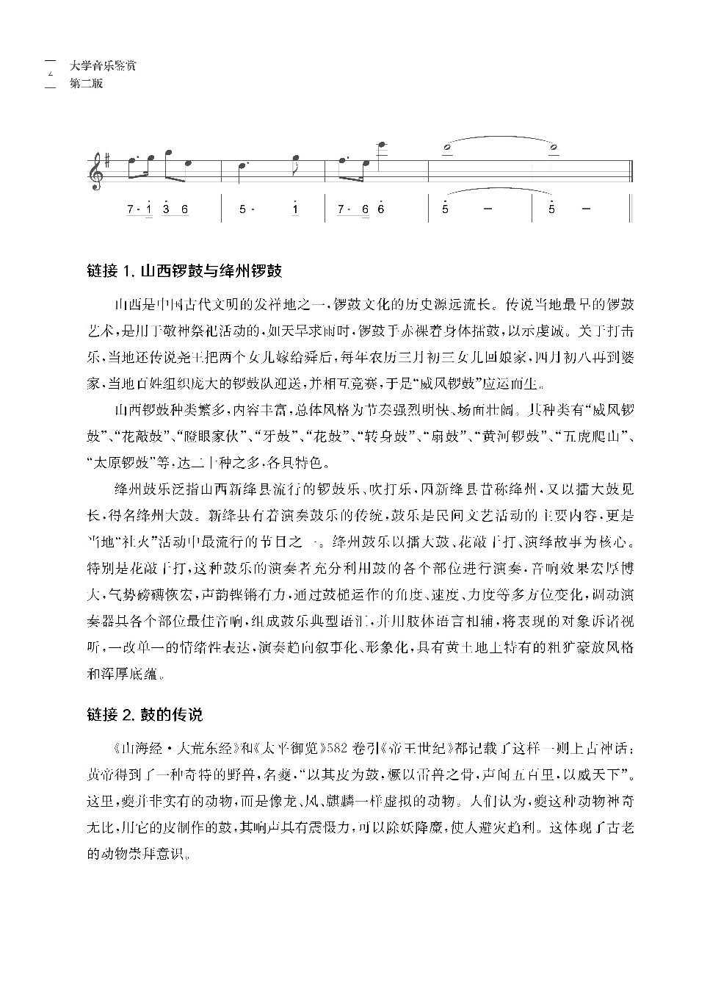 大学音乐鉴赏
4
第二版
7 · 1 3 6 5 · 1 7 · 6 6 5 — 5 —
链接 1. 山西锣鼓与绛州锣鼓
山西是中国古代文明的发祥地之一,锣鼓文化的历史源远流长。传说当地最早的锣鼓
艺术,是用于敬神祭祀活动的,如天旱求雨时,锣鼓手赤裸着身体擂鼓,以示虔诚。关于打击
乐,当地还传说尧王把两个女儿嫁给舜后,每年农历三月初三女儿回娘家,四月初八再到婆
家,当地百姓组织庞大的锣鼓队迎送,并相互竞赛,于是“威风锣鼓”应运而生。
山西锣鼓种类繁多,内容丰富,总体风格为节奏强烈明快、场面壮阔。其种类有“威风锣
鼓”、“花敲鼓”、“瞪眼家伙”、“牙鼓”、“花鼓”、“转身鼓”、“扇鼓”、“黄河锣鼓”、“五虎爬山”、
“太原锣鼓”等,达二十种之多,各具特色。
绛州鼓乐泛指山西新绛县流行的锣鼓乐、吹打乐,因新绛县昔称绛州,又以擂大鼓见
长,得名绛州大鼓。新绛县有着演奏鼓乐的传统,鼓乐是民间文艺活动的主要内容,更是
当地“社火”活动中最流行的节目之一。绛州鼓乐以擂大鼓、花敲干打、演绎故事为核心。
特别是花敲干打,这种鼓乐的演奏者充分利用鼓的各个部位进行演奏,音响效果宏厚博
大,气势磅礴恢宏,声韵铿锵有力,通过鼓槌运作的角度、速度、力度等多方位变化,调动演
奏器具各个部位最佳音响,组成鼓乐典型语汇,并用肢体语言相辅,将表现的对象诉诸视
听,一改单一的情绪性表达,演奏趋向叙事化、形象化,具有黄土地上特有的粗犷豪放风格
和浑厚底蕴。
链接 2. 鼓的传说
《山海经·大荒东经》和《太平御览》582 卷引《帝王世纪》都记载了这样一则上古神话:
黄帝得到了一种奇特的野兽,名夔,“以其皮为鼓,橛以雷兽之骨,声闻五百里,以威天下”。
这里,夔并非实有的动物,而是像龙、凤、麒麟一样虚拟的动物。人们认为,夔这种动物神奇
无比,用它的皮制作的鼓,其响声具有震慑力,可以除妖降魔,使人避灾趋利。这体现了古老
的动物崇拜意识。